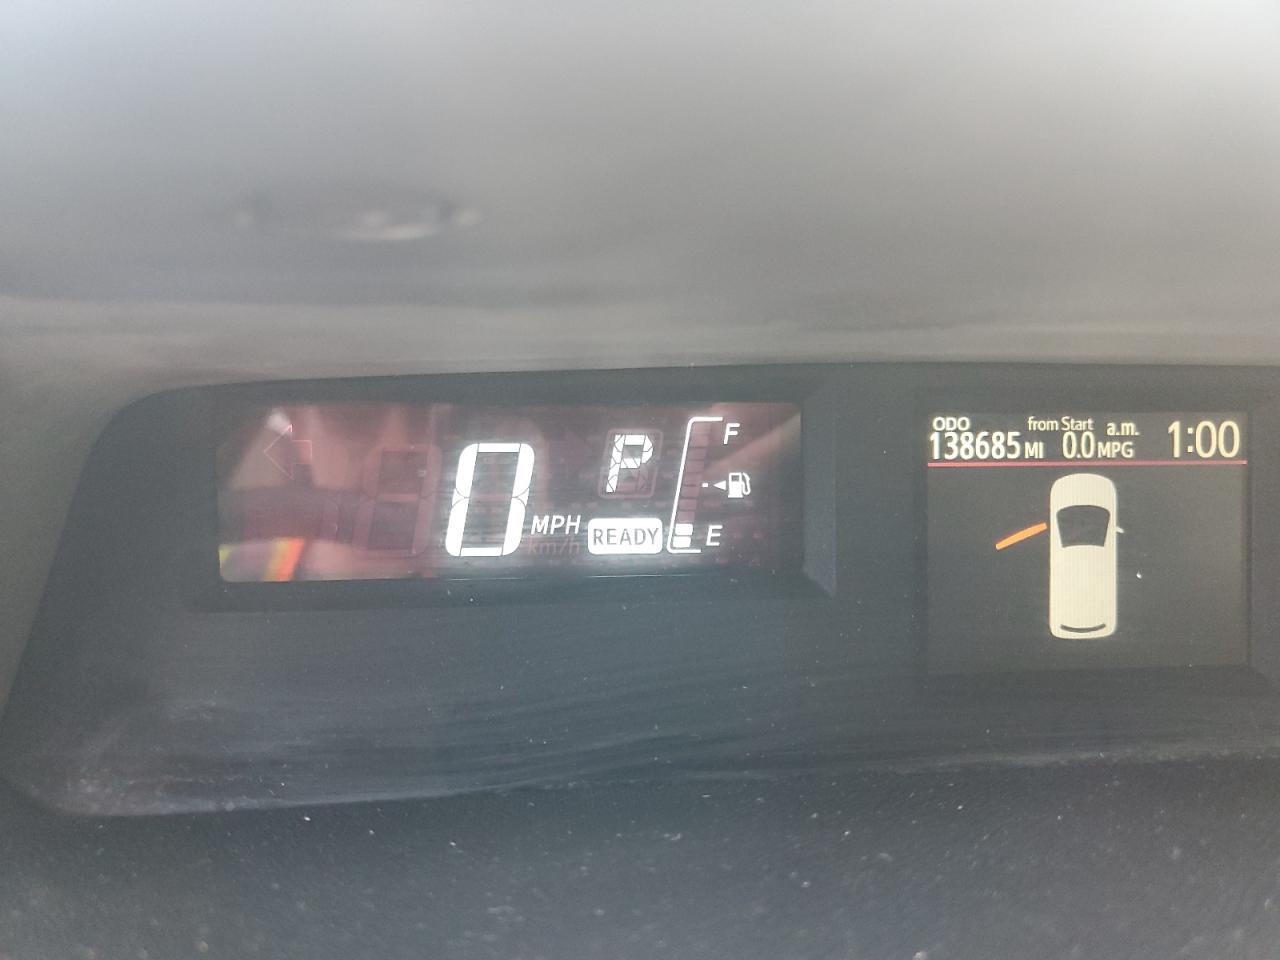 0 MPH
km/h
P
READY
F
E
ODO
138685 MI
from Start
0.0 MPG
a.m.
1:00